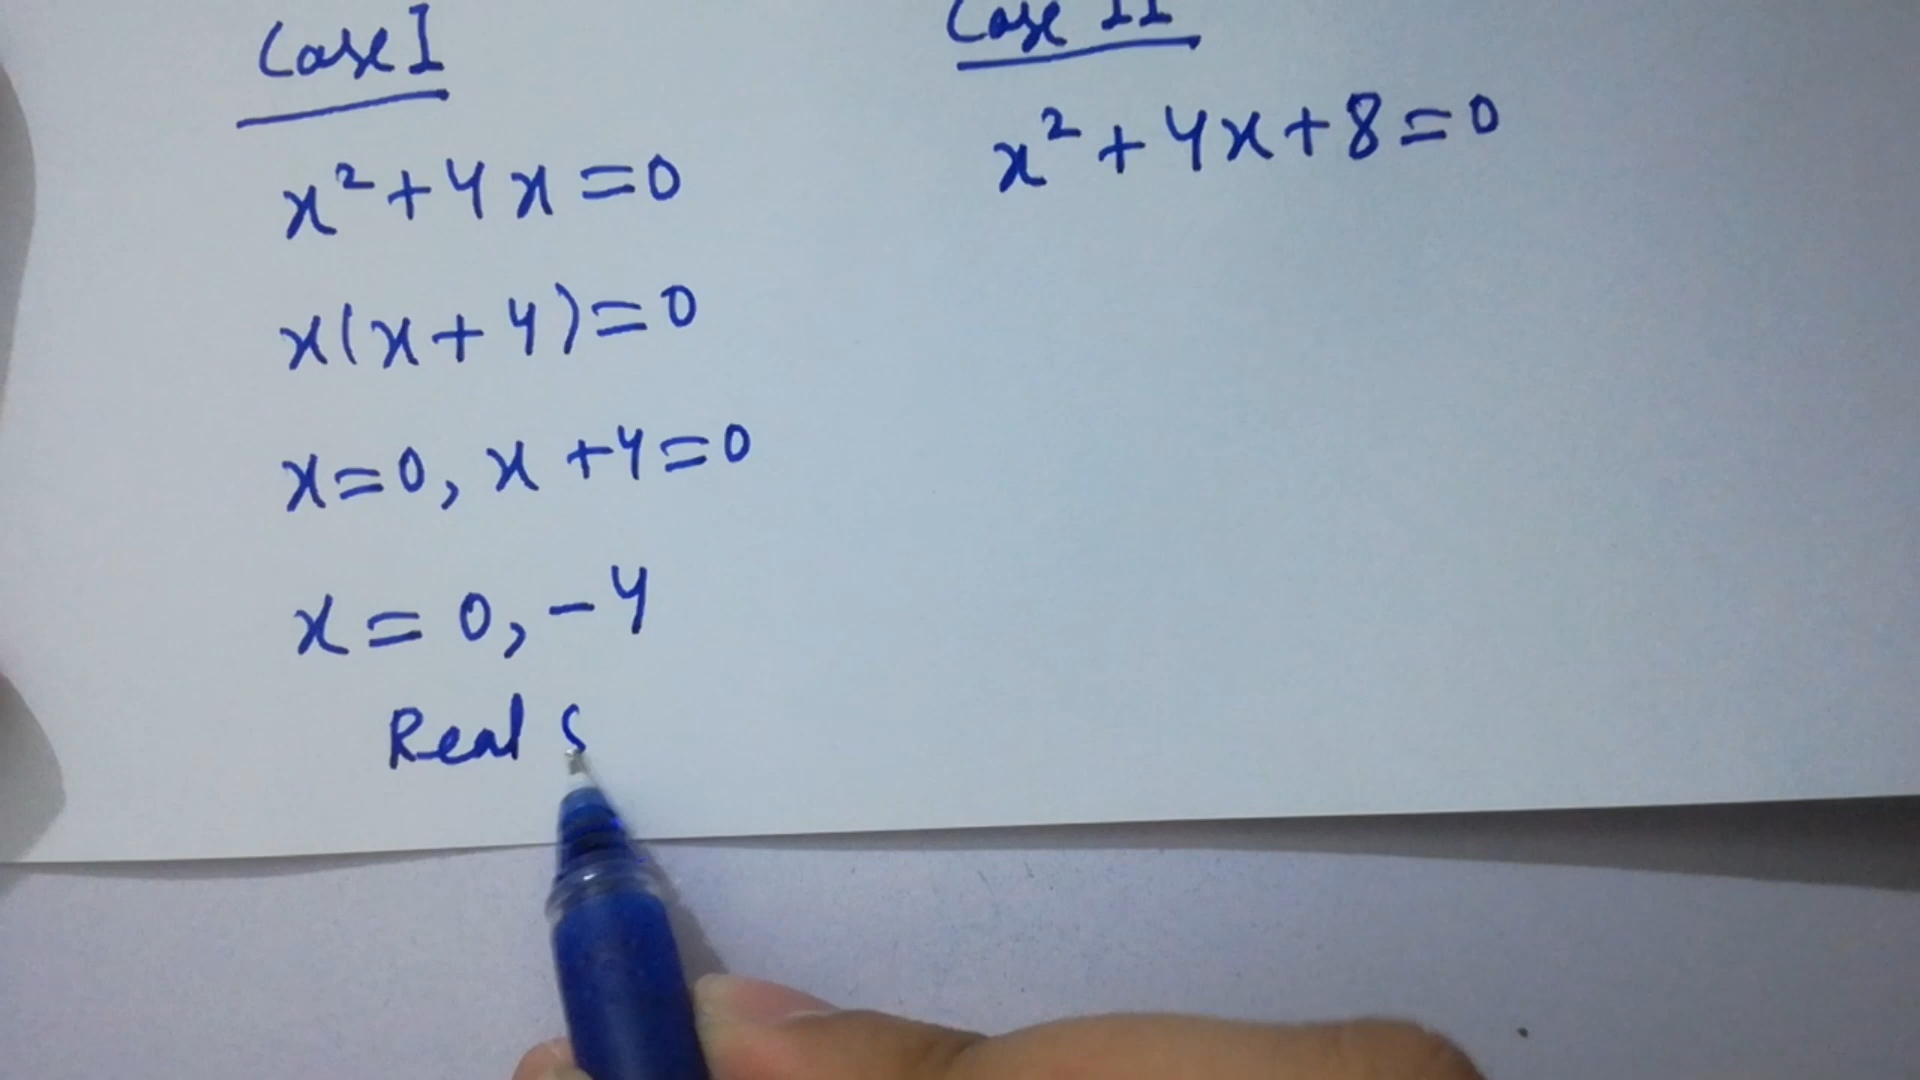 Case I
x²+4x=0
x(x+4)=0
x=0, x+4=0
x=0, -4
Real S
Case II
x²+4x+8=0